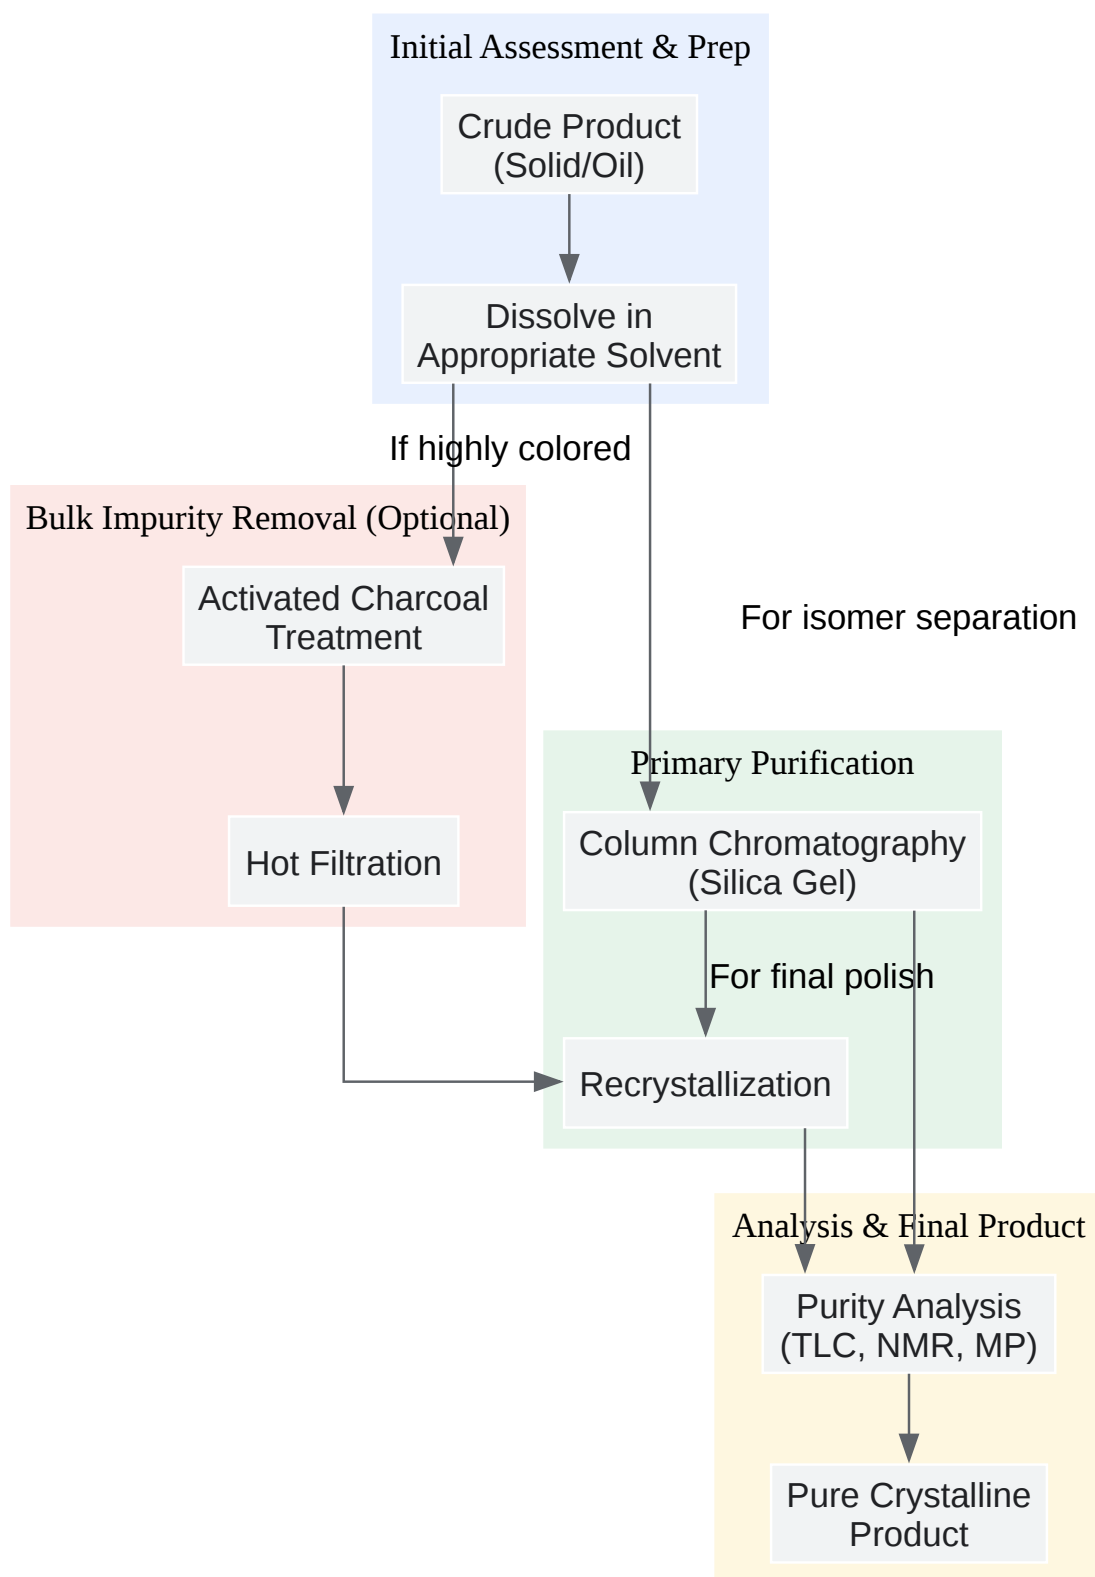 Initial Assessment & Prep
Crude Product
(Solid/Oil)
Dissolve in
Appropriate Solvent
If highly colored
Bulk Impurity Removal (Optional)
Activated Charcoal
Treatment
For isomer separation
Primary Purification
Column Chromatography
(Silica Gel)
Hot Filtration
For final polish
Recrystallization
Analysis & Final Product
Purity Analysis
(TLC, NMR, MP)
Pure Crystalline
Product